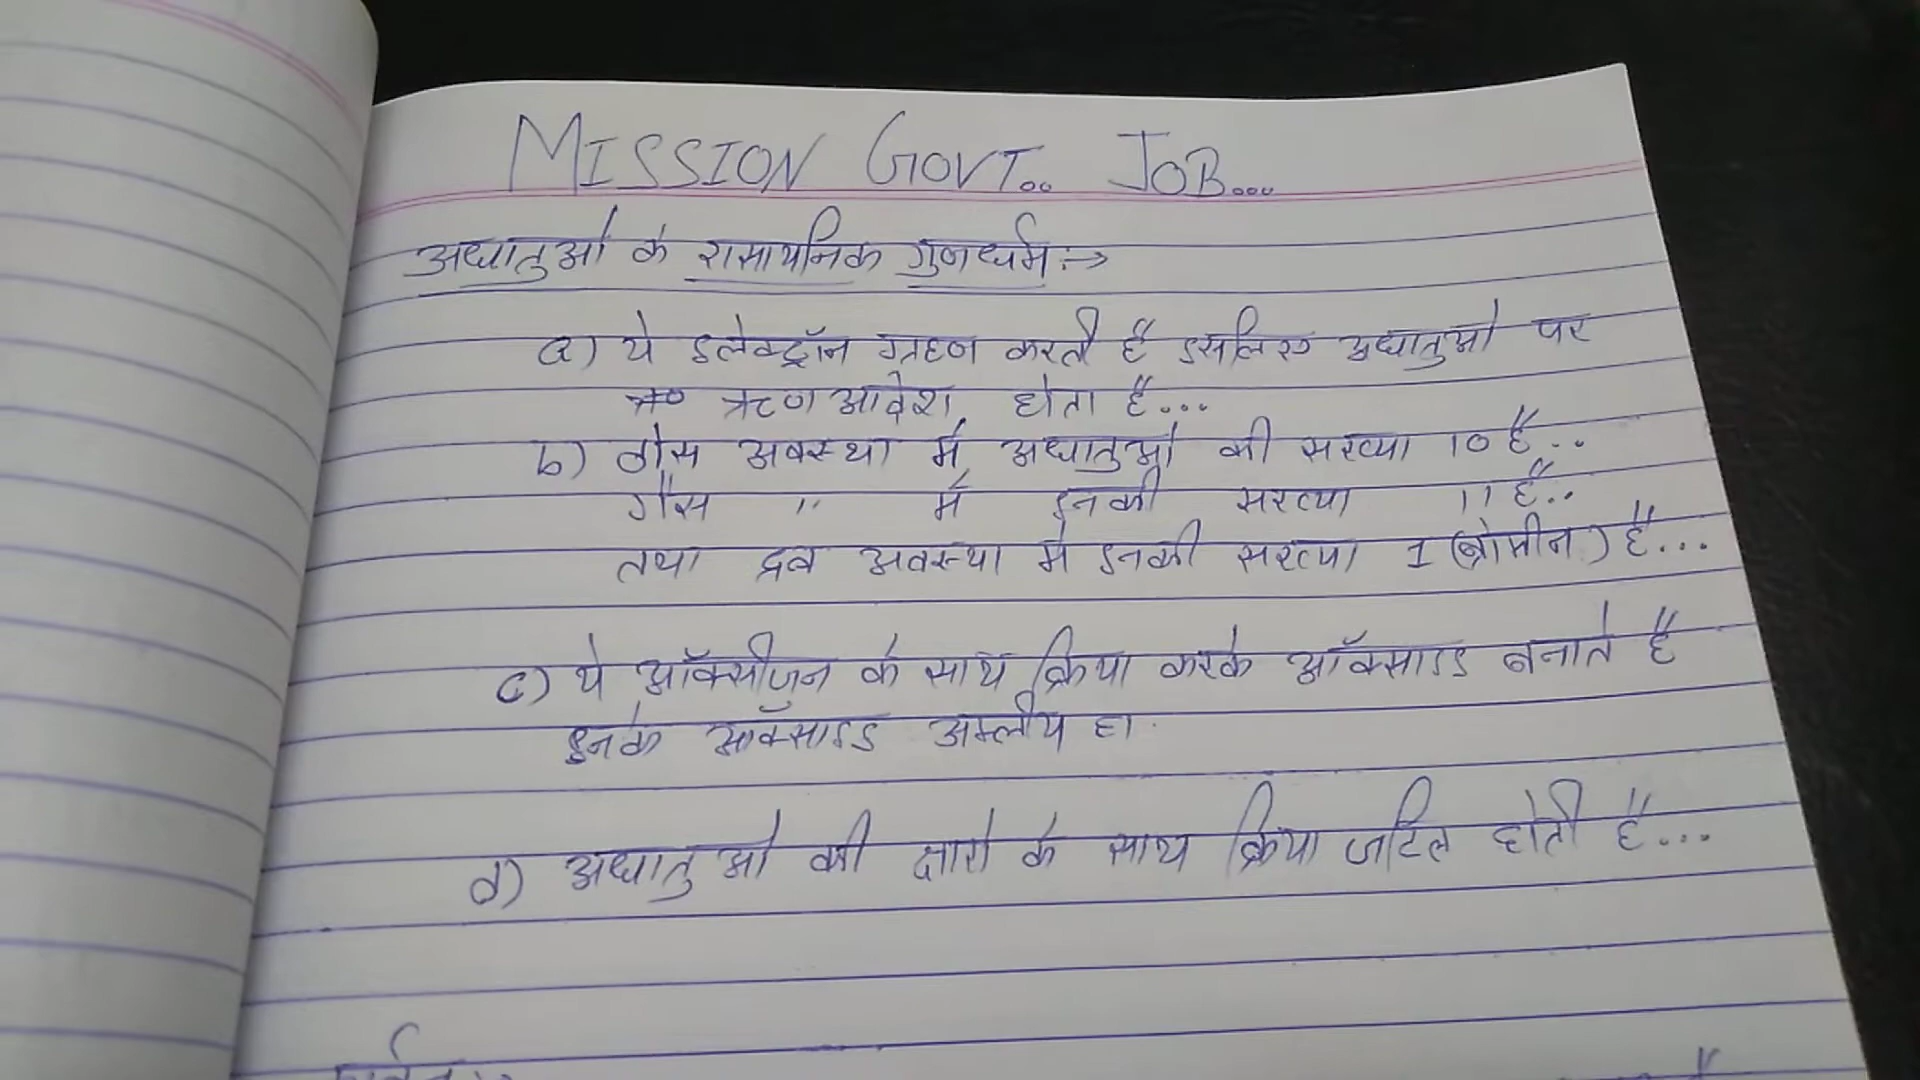 MISSION GOVT.. JOB...
अधातुओ के रासायनिक गुणधर्म :->
a) ये इलेक्ट्रॉन ग्रहण करती है इसलिए अधातुओ पर
ऋण आवेश होता है...
b) ठोस अवस्था में अधातुओ की संख्या 10 है..
गैस " में इनकी संख्या 11 है..
तथा द्रव अवस्था में इनकी संख्या 1 (ब्रोमीन) है...
c) ये ऑक्सीजन के साथ क्रिया करके ऑक्साइड बनाते है
इनके ऑक्साइड अम्लीय हा.
d) अधातुओ की क्षारो के साथ क्रिया जटिल होती है...